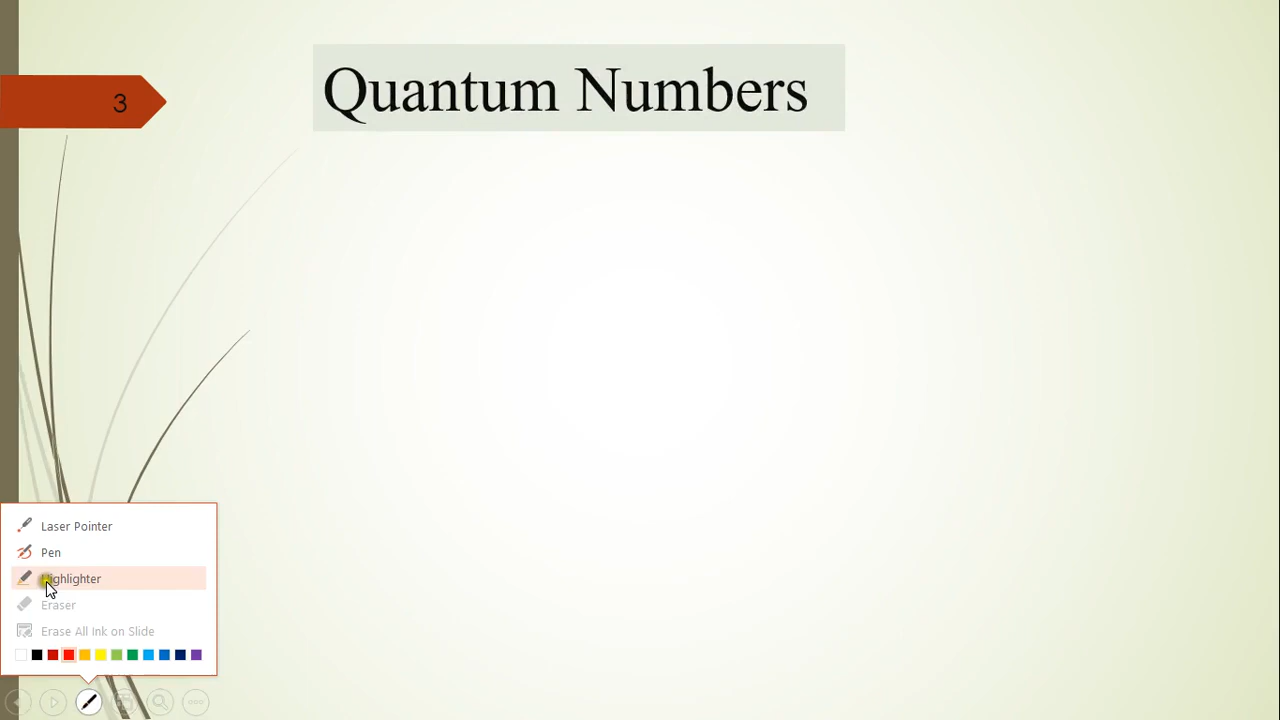 Quantum Numbers
3
Laser Pointer
Pen
Highlighter
Eraser
Erase All Ink on Slide